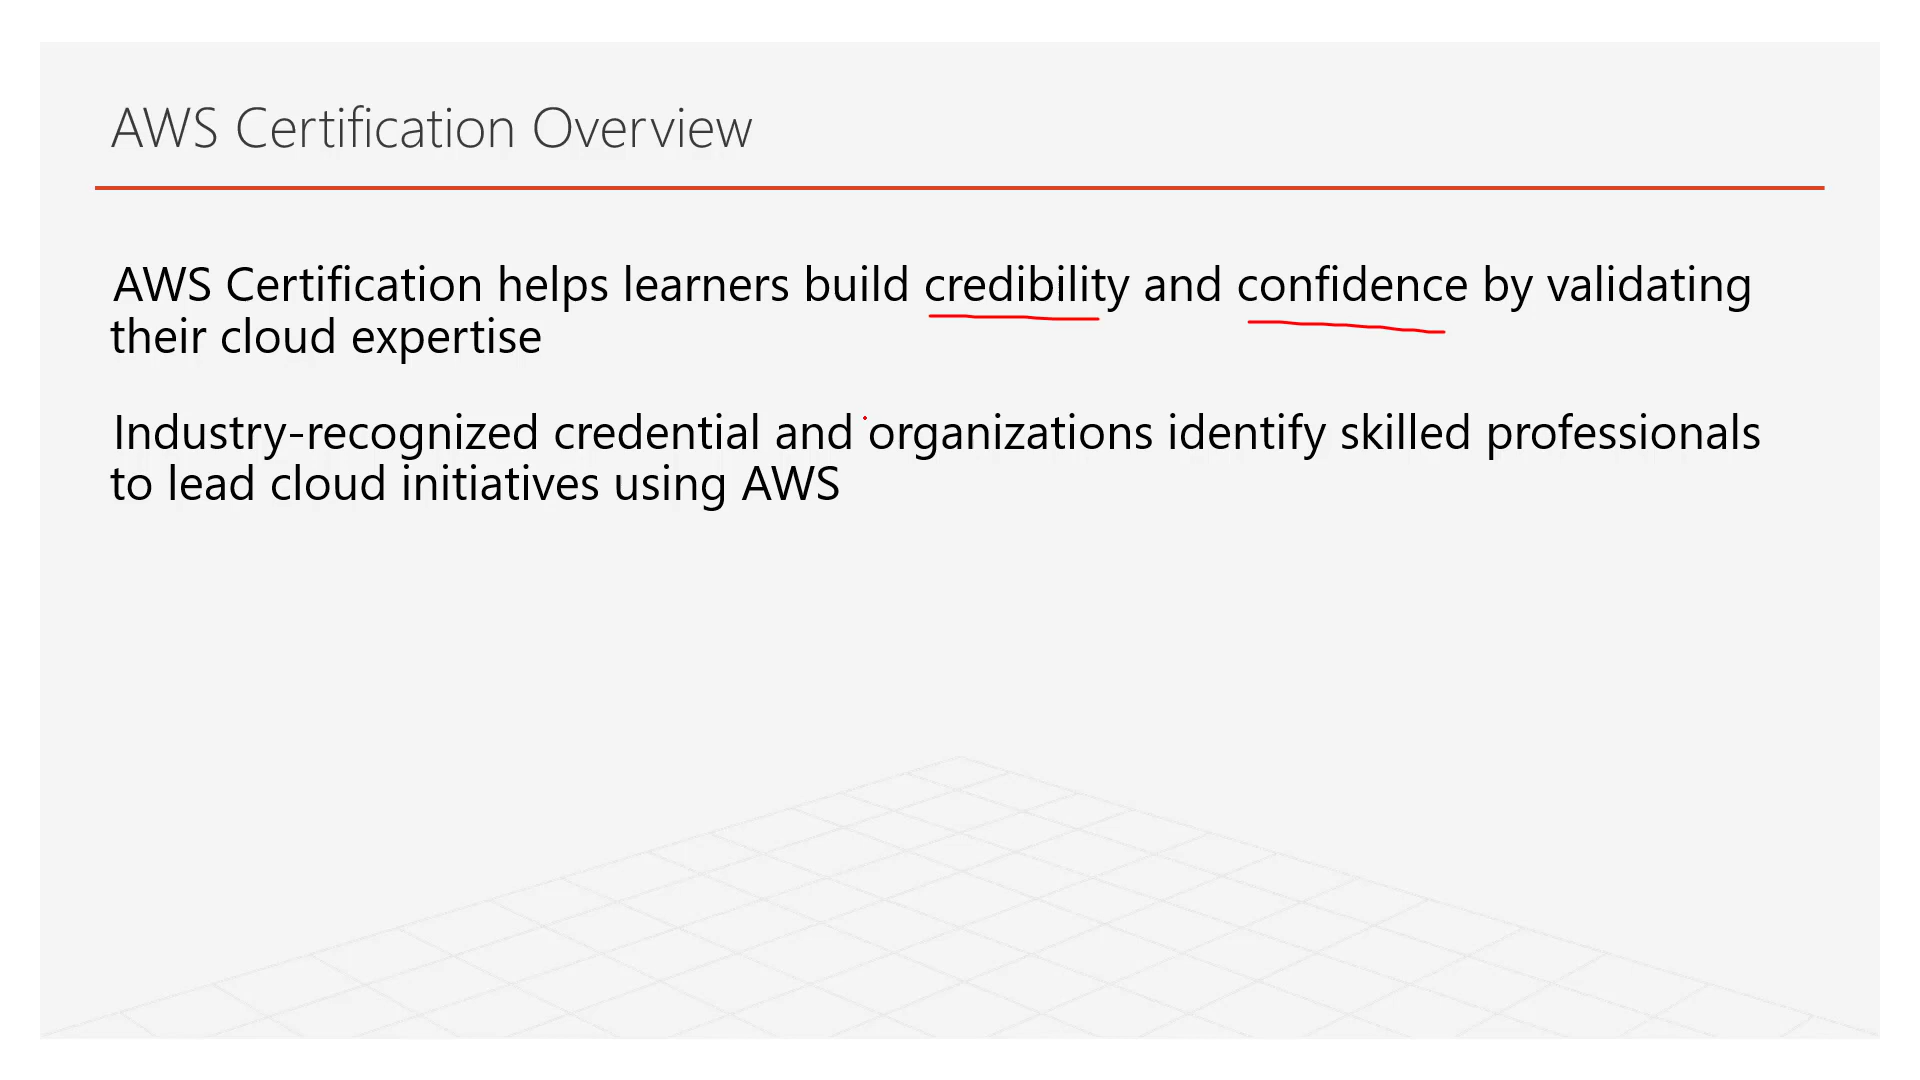 AWS Certification Overview
AWS Certification helps learners build credibility and confidence by validating
their cloud expertise
Industry-recognized credential and organizations identify skilled professionals
to lead cloud initiatives using AWS